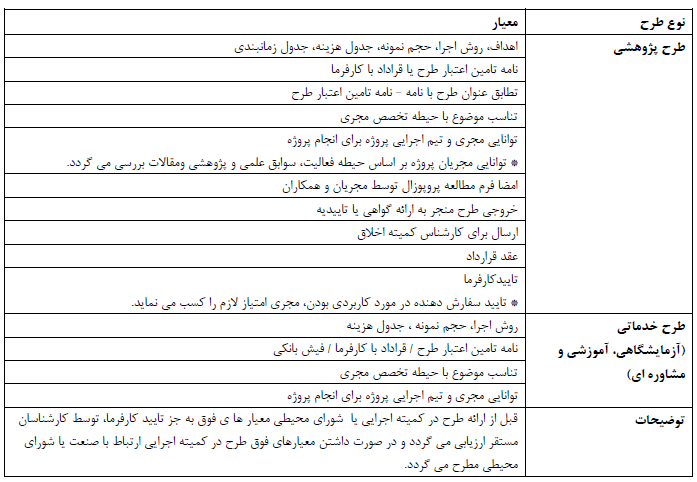 نوع طرح
معیار
طرح پژوهشی
اهداف، روش اجرا، حجم نمونه، جدول هزینه، جدول زمانبندی
نامه تامین اعتبار طرح یا قراداد با کارفرما
تطابق عنوان طرح با نامه – نامه تامین اعتبار طرح
تناسب موضوع با حیطه تخصص مجری
توانایی مجری و تیم اجرایی پروژه برای انجام پروژه
* توانایی مجریان پروژه بر اساس حیطه فعالیت، سوابق علمی و پژوهشی ومقالات بررسی می گردد.
امضا فرم مطالعه پروپوزال توسط مجریان و همکاران
خروجی طرح منجر به ارائه گواهی یا تاییدیه
ارسال برای کارشناس کمیته اخلاق
عقد قرارداد
تاییدکارفرما
* تایید سفارش دهنده در مورد کاربردی بودن، مجری امتیاز لازم را کسب می نماید.
طرح خدماتی
(آزمایشگاهی، آموزشی و
مشاوره ای)
روش اجرا، حجم نمونه ، جدول هزینه
نامه تامین اعتبار طرح / قراداد با کارفرما / فیش بانکی
تناسب موضوع با حیطه تخصص مجری
توانایی مجری و تیم اجرایی پروژه برای انجام پروژه
توضیحات
قبل از ارائه طرح در کمیته اجرایی یا شورای محیطی معیار ها ی فوق به جز تایید کارفرما، توسط کارشناسان
مستقر ارزیابی می گردد و در صورت داشتن معیارهای فوق طرح در کمیته اجرایی ارتباط با صنعت یا شورای
محیطی مطرح می گردد.